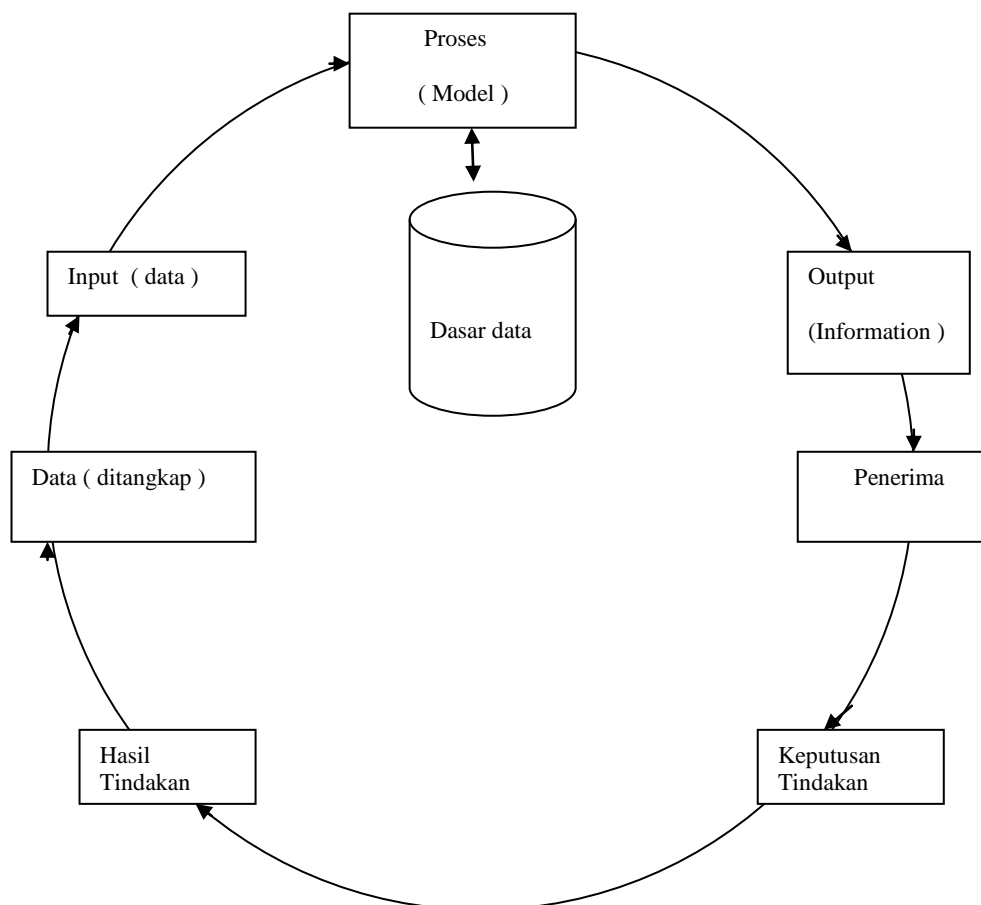 Proses
( Model )
Input ( data )
Output
(Information )
Dasar data
Data ( ditangkap )
Penerima
Hasil
Tindakan
Keputusan
Tindakan